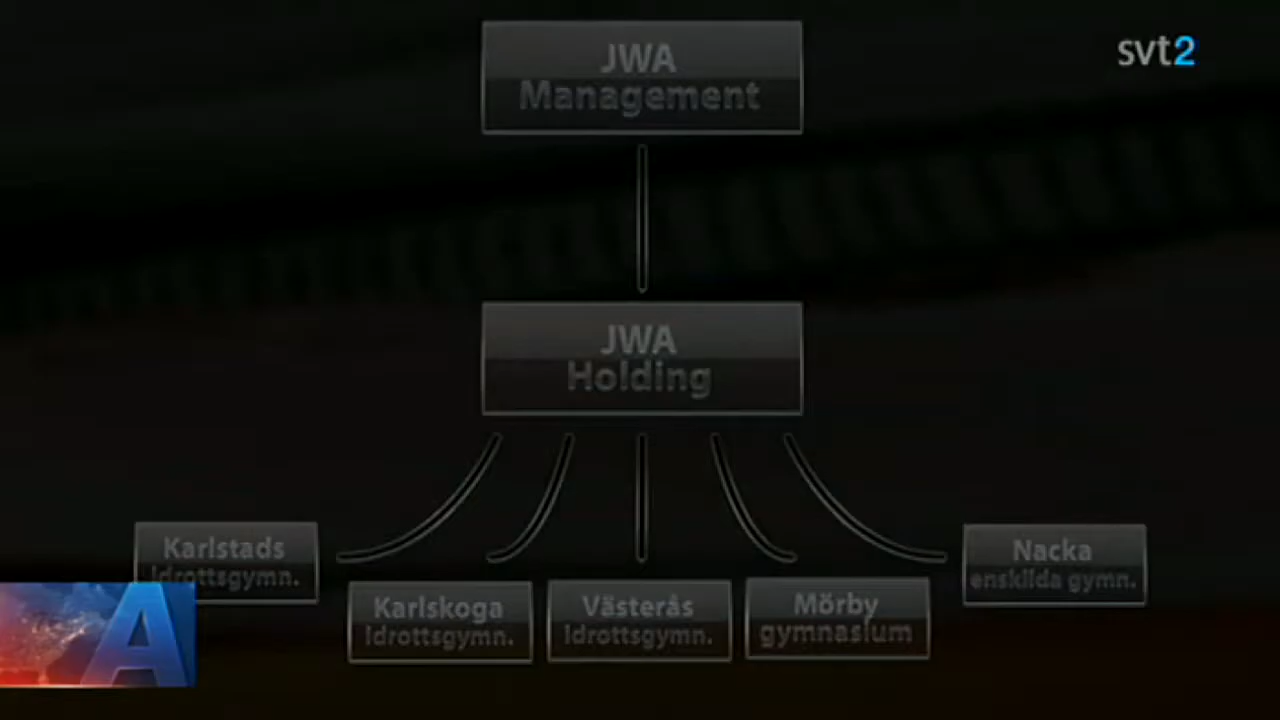 JWA
Management
svt2
JWA
Holding
Karlstads
Idrottsgymn.
Karlskoga
Idrottsgymn.
Västerås
Idrottsgymn.
Mörby
gymnasium
Nacka
enskilda gymn.
A